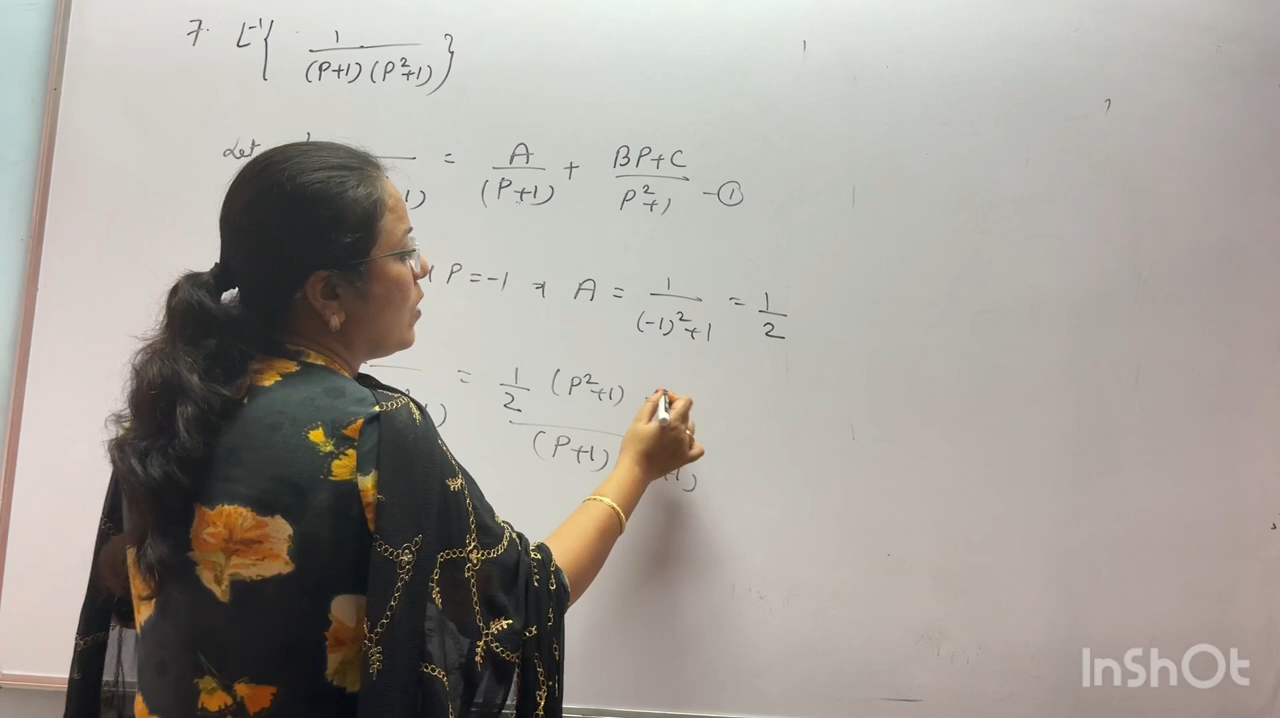 7. L⁻¹{ 1 / (P+1) (P²+1) }
Let = A / (P+1) + BP+C / P²+1 - ①
P = -1 A = 1 / (-1)²+1 = 1 / 2
= 1 / 2 (P²+1)
(P+1) +1)
InShOt